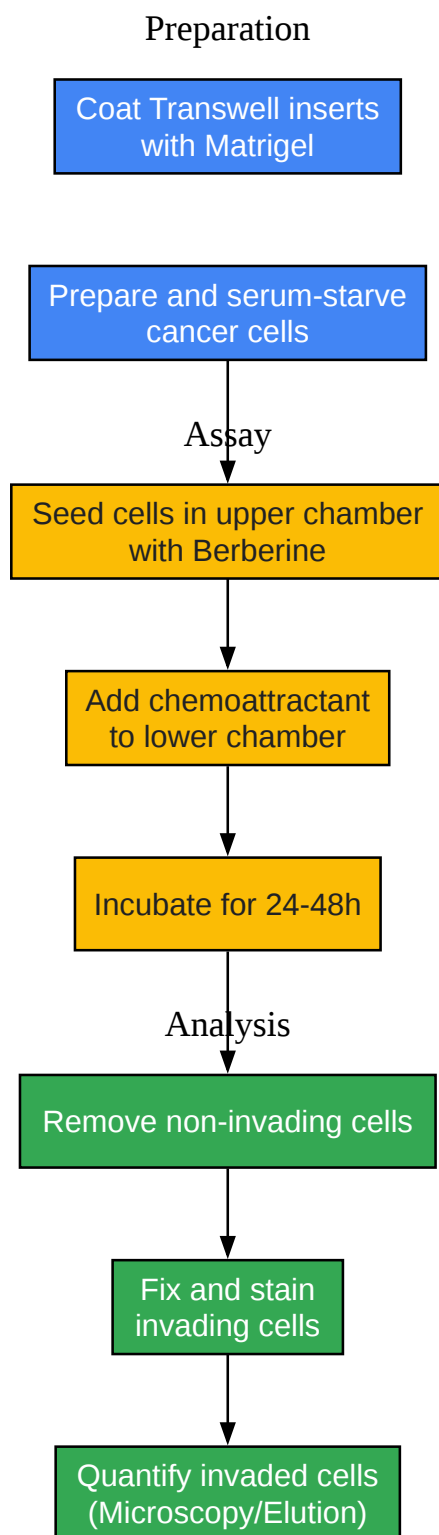 Preparation
Coat Transwell inserts
with Matrigel
Prepare and serum-starve
cancer cells
Assay
Seed cells in upper chamber
with Berberine
Add chemoattractant
to lower chamber
Incubate for 24-48h
Analysis
Remove non-invading cells
Fix and stain
invading cells
Quantify invaded cells
(Microscopy/Elution)